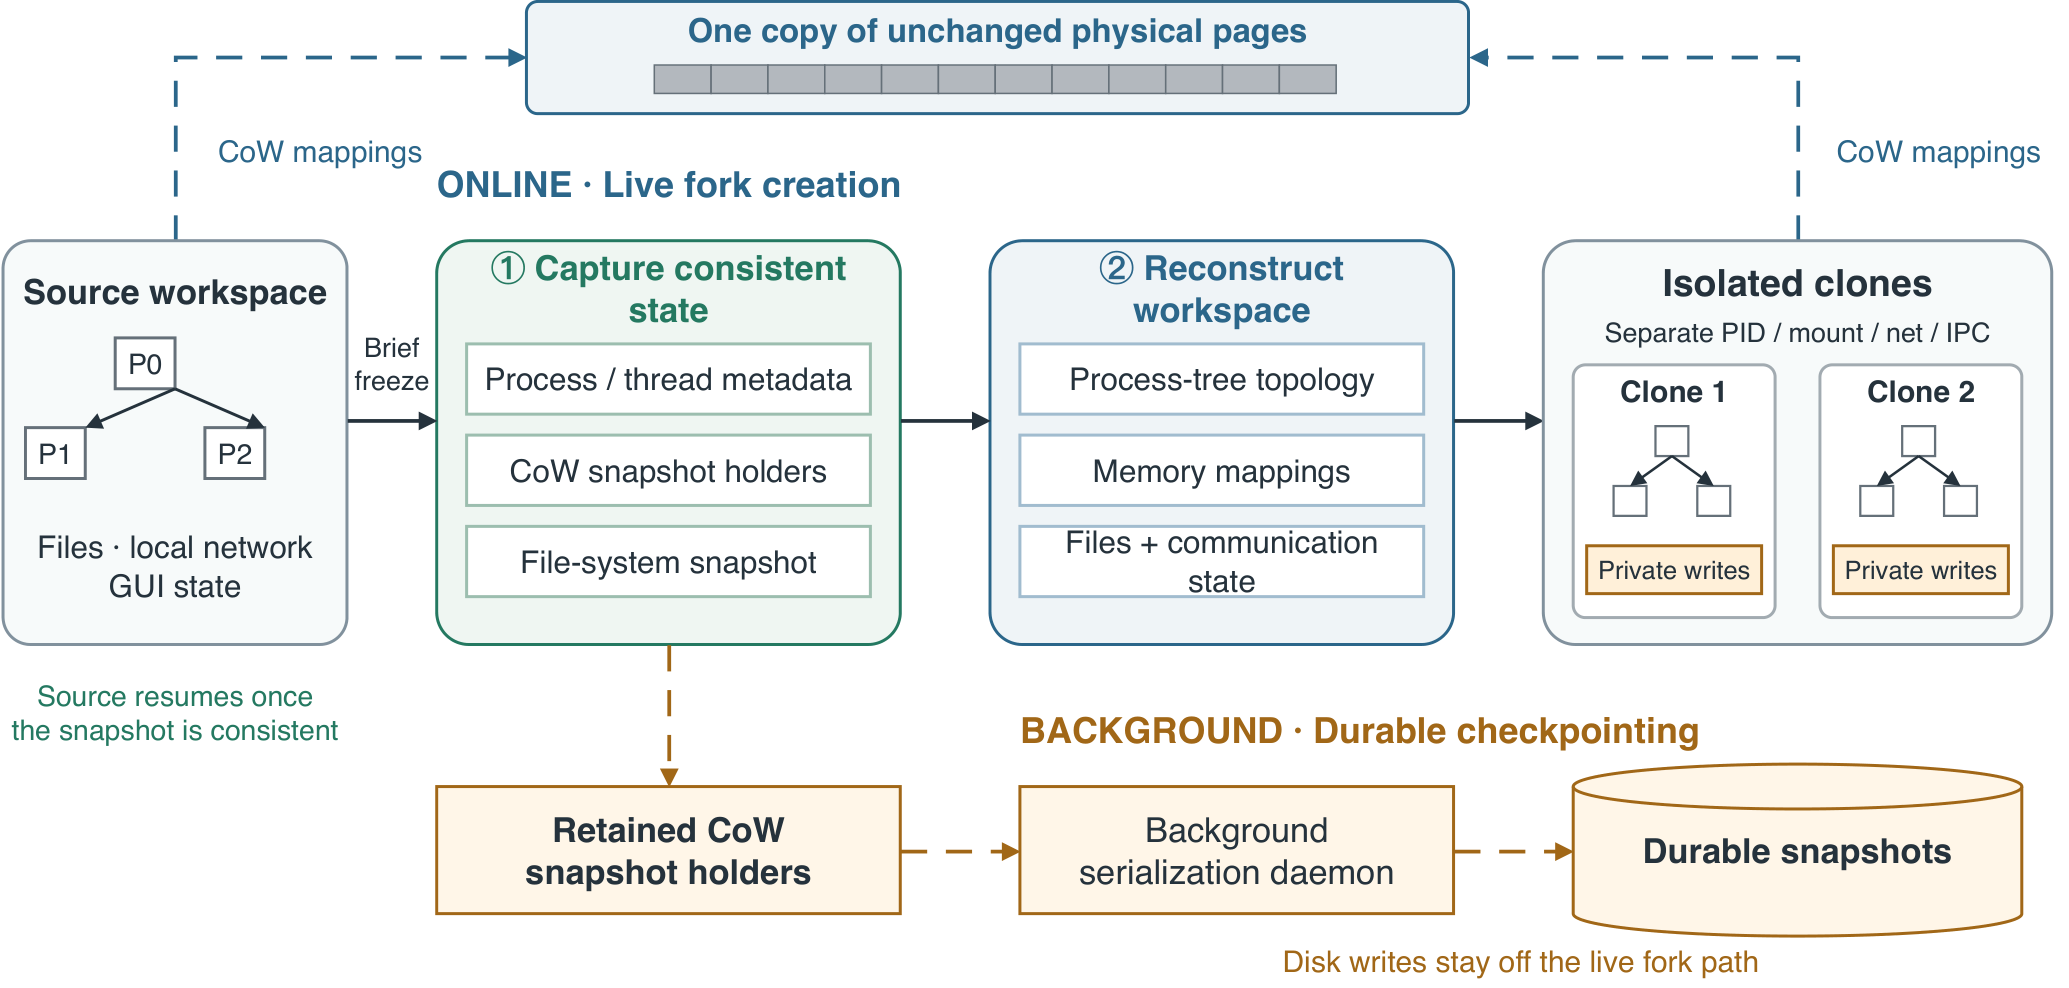 One copy of unchanged physical pages
CoW mappings
CoW mappings
ONLINE · Live fork creation
Source workspace
P0
P1
P2
Files · local network
GUI state
Brief
freeze
① Capture consistent
state
Process / thread metadata
CoW snapshot holders
File-system snapshot
② Reconstruct
workspace
Process-tree topology
Memory mappings
Files + communication
state
Isolated clones
Separate PID / mount / net / IPC
Clone 1
Private writes
Clone 2
Private writes
Source resumes once
the snapshot is consistent
BACKGROUND · Durable checkpointing
Retained CoW
snapshot holders
Background
serialization daemon
Durable snapshots
Disk writes stay off the live fork path